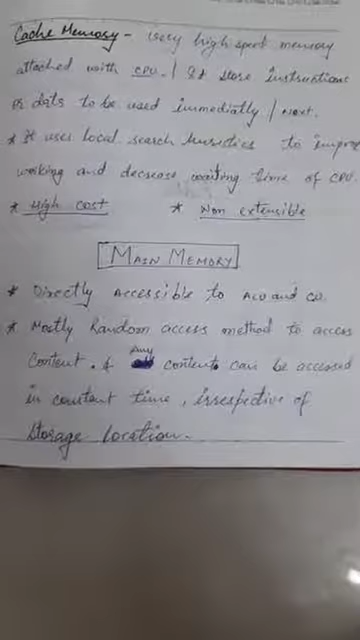 Cache Memory - very high speed memory
attached with CPU. | It store instructions
or data to be used immediatly / Next.
* It uses local search heuristics to improve
working and decrease waiting time of CPU.
* High cost * Non extensible
MAIN MEMORY
* Directly accessible to ALU and CU.
* Mostly Random access method to access
Content. & Any content can be accessed
in constant time, irrespective of
Storage location.